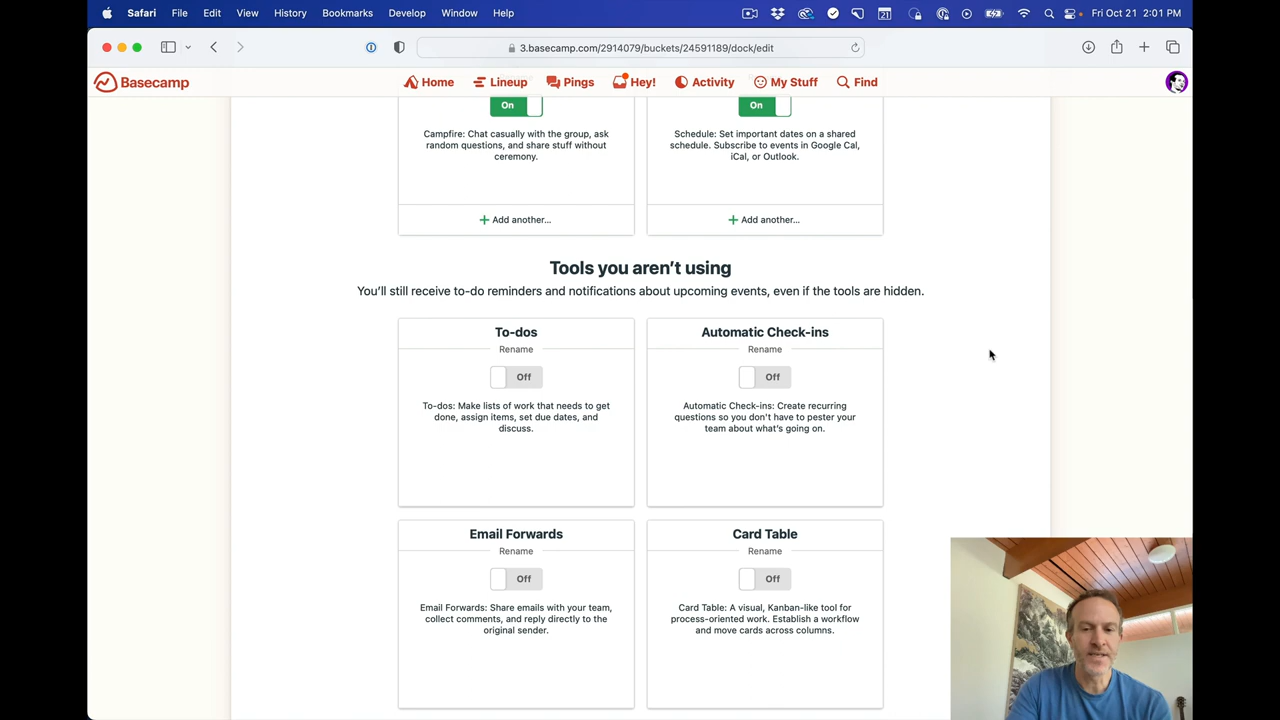 Safari File Edit View History Bookmarks Develop Window Help
21
Fri Oct 21 2:01 PM
3.basecamp.com/2914079/buckets/24591189/dock/edit
Basecamp
Home Lineup Pings Hey! Activity My Stuff Find
On
On
Campfire: Chat casually with the group, ask
random questions, and share stuff without
ceremony.
Schedule: Set important dates on a shared
schedule. Subscribe to events in Google Cal,
iCal, or Outlook.
+ Add another...
+ Add another...
Tools you aren’t using
You’ll still receive to-do reminders and notifications about upcoming events, even if the tools are hidden.
To-dos
Rename
Off
To-dos: Make lists of work that needs to get
done, assign items, set due dates, and
discuss.
Automatic Check-ins
Rename
Off
Automatic Check-ins: Create recurring
questions so you don't have to pester your
team about what's going on.
Email Forwards
Rename
Off
Email Forwards: Share emails with your team,
collect comments, and reply directly to the
original sender.
Card Table
Rename
Off
Card Table: A visual, Kanban-like tool for
process-oriented work. Establish a workflow
and move cards across columns.